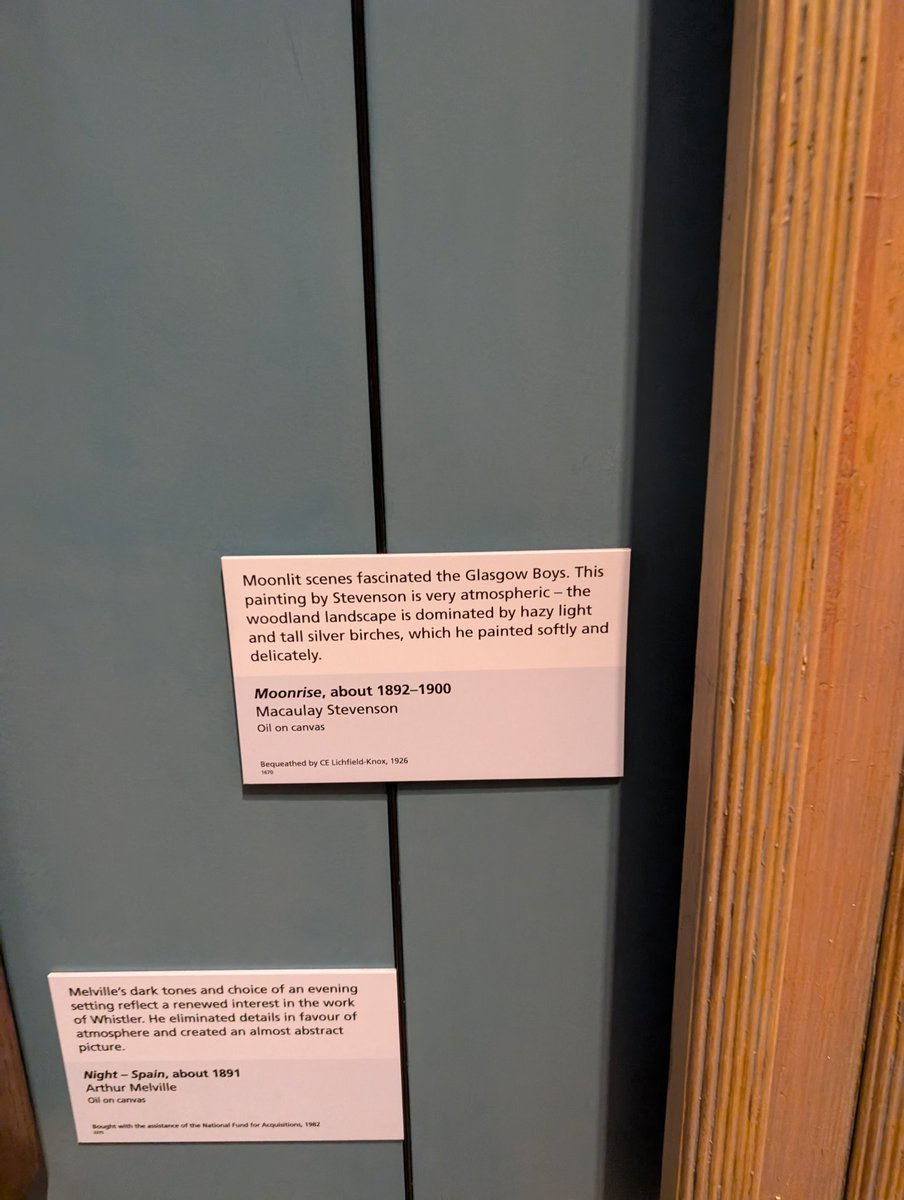 Moonlit scenes fascinated the Glasgow Boys. This
painting by Stevenson is very atmospheric – the
woodland landscape is dominated by hazy light
and tall silver birches, which he painted softly and
delicately.
Moonrise, about 1892–1900
Macaulay Stevenson
Oil on canvas
Bequeathed by CE Lichfield-Knox, 1926
1670
Melville's dark tones and choice of an evening
setting reflect a renewed interest in the work
of Whistler. He eliminated details in favour of
atmosphere and created an almost abstract
picture.
Night – Spain, about 1891
Arthur Melville
Oil on canvas
Bought with the assistance of the National Fund for Acquisitions, 1982